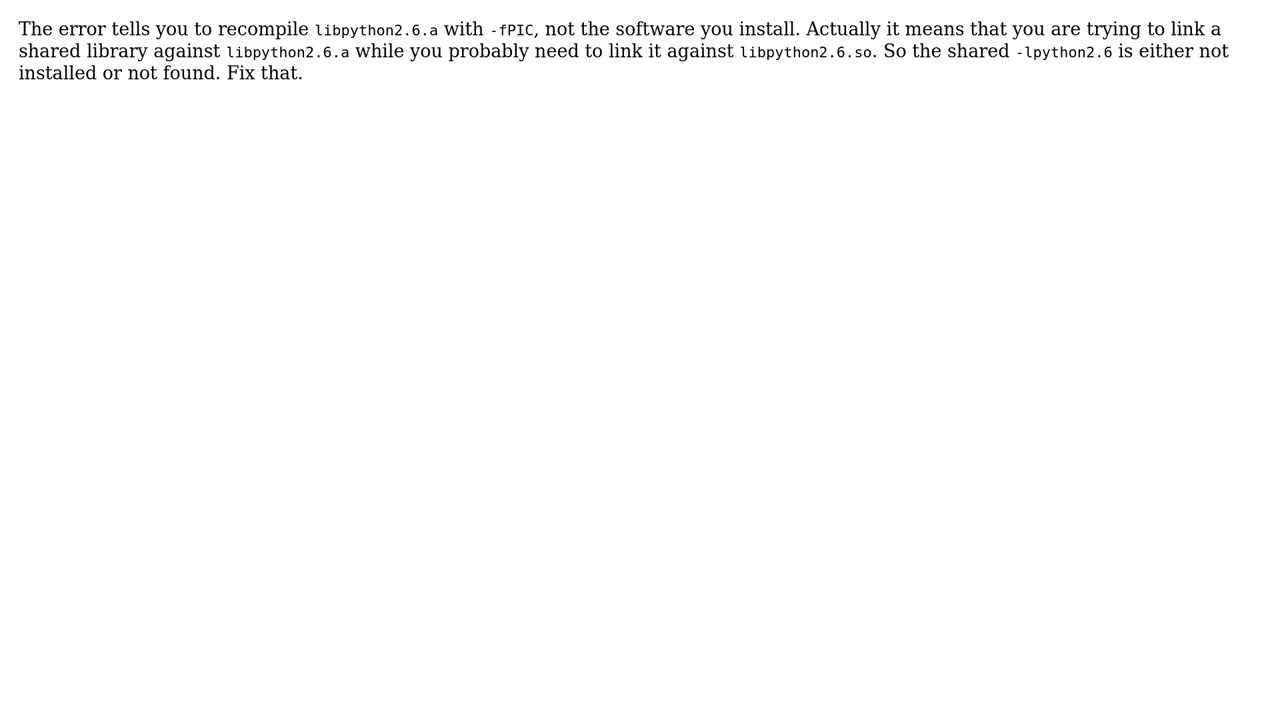 The error tells you to recompile libpython2.6.a with -fPIC, not the software you install. Actually it means that you are trying to link a
shared library against libpython2.6.a while you probably need to link it against libpython2.6.so. So the shared -lpython2.6 is either not
installed or not found. Fix that.